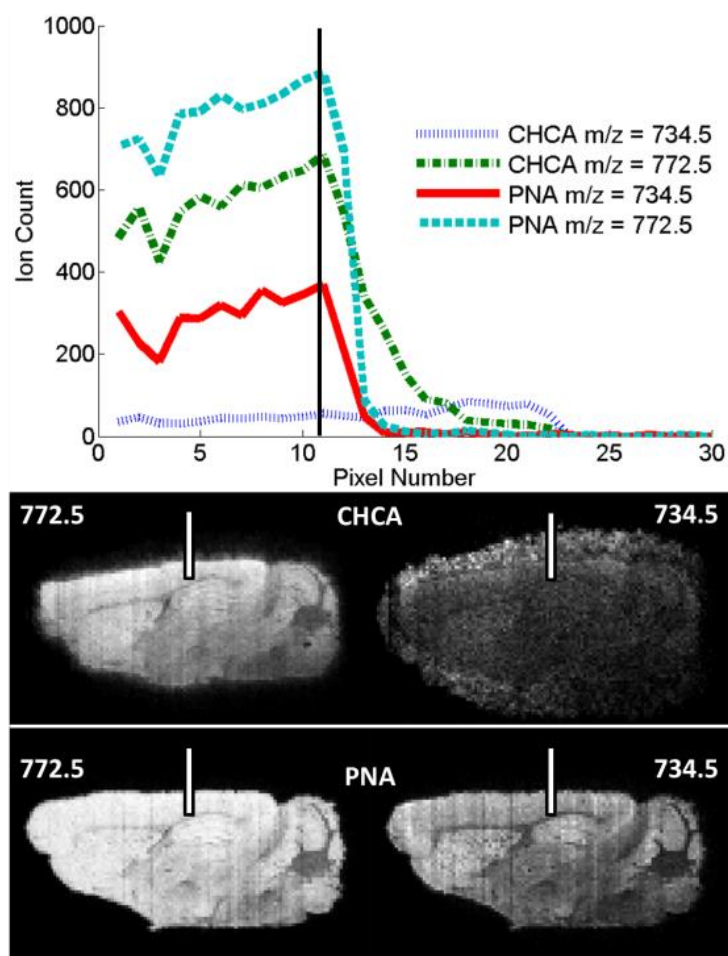 1000
800
600
400
200
0
Ion Count
CHCA m/z = 734.5
CHCA m/z = 772.5
PNA m/z = 734.5
PNA m/z = 772.5
0 5 10 15 20 25 30
Pixel Number
772.5 CHCA 734.5
772.5 PNA 734.5